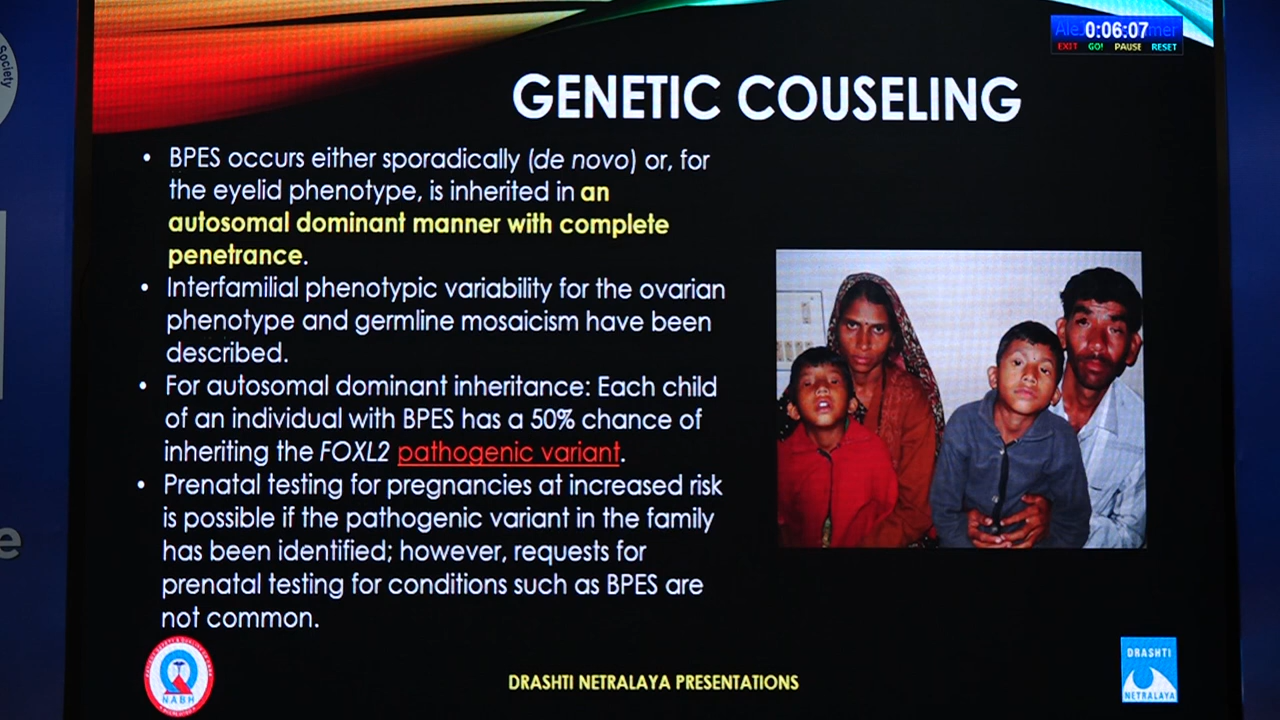 Society
0:06:07
EXIT GO! PAUSE RESET
GENETIC COUSELING
• BPES occurs either sporadically (de novo) or, for
the eyelid phenotype, is inherited in an
autosomal dominant manner with complete
penetrance.
• Interfamilial phenotypic variability for the ovarian
phenotype and germline mosaicism have been
described.
• For autosomal dominant inheritance: Each child
of an individual with BPES has a 50% chance of
inheriting the FOXL2 pathogenic variant.
• Prenatal testing for pregnancies at increased risk
is possible if the pathogenic variant in the family
has been identified; however, requests for
prenatal testing for conditions such as BPES are
not common.
NABH
DRASHTI NETRALAYA PRESENTATIONS
DRASHTI
NETRALAYA